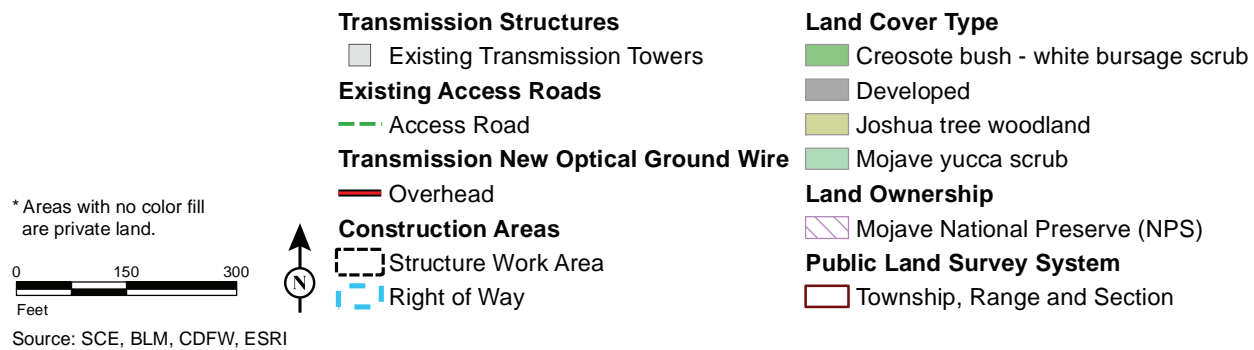 * Areas with no color fill
are private land.
0 150 300
Feet
Source: SCE, BLM, CDFW, ESRI
N
Transmission Structures
Existing Transmission Towers
Existing Access Roads
Access Road
Transmission New Optical Ground Wire
Overhead
Construction Areas
Structure Work Area
Right of Way
Land Cover Type
Creosote bush - white bursage scrub
Developed
Joshua tree woodland
Mojave yucca scrub
Land Ownership
Mojave National Preserve (NPS)
Public Land Survey System
Township, Range and Section